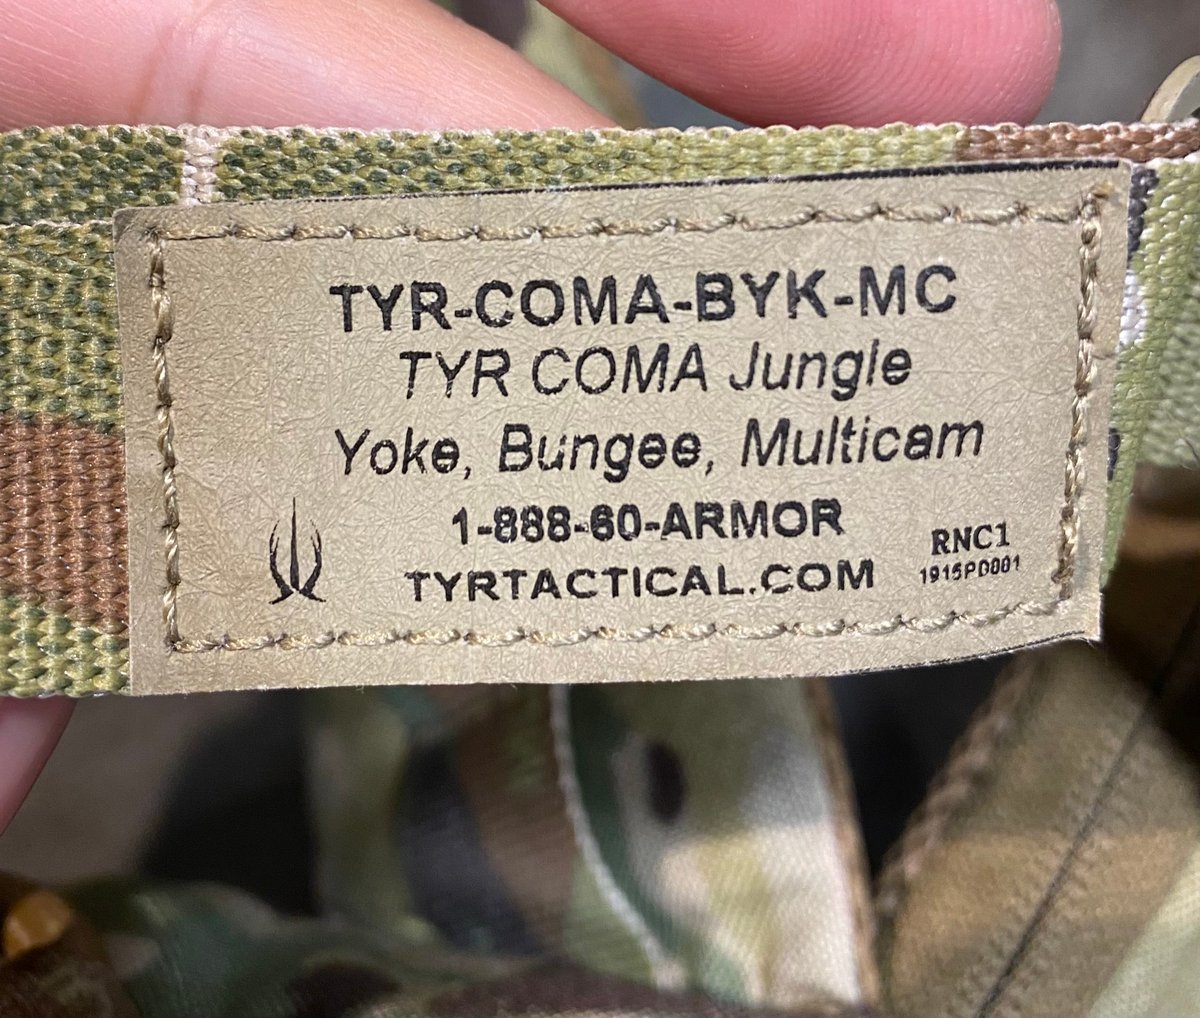 TYR-COMA-BYK-MC
TYR COMA Jungle
Yoke, Bungee, Multicam
1-888-60-ARMOR
TYRTACTICAL.COM
RNC1
1915PD001